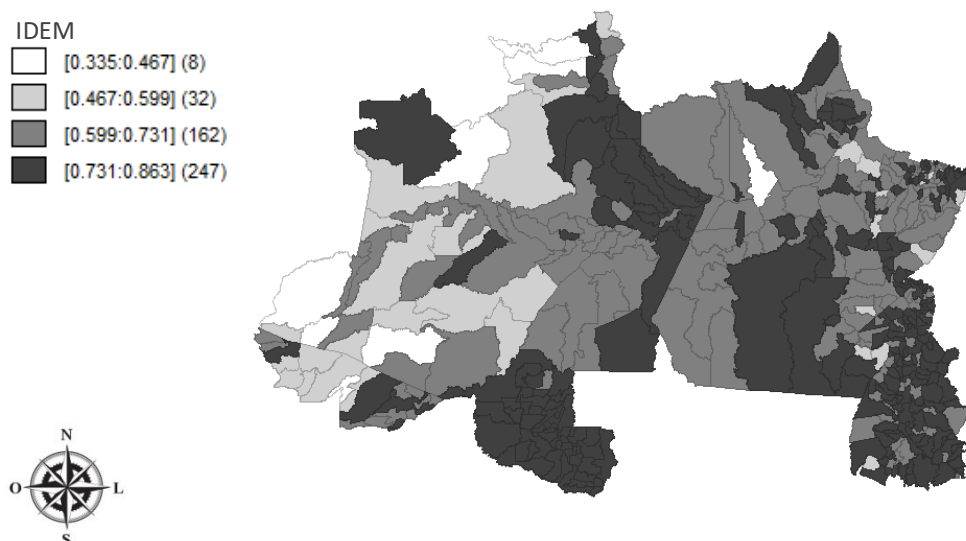 IDEM
[0.335:0.467] (8)
[0.467:0.599] (32)
[0.599:0.731] (162)
[0.731:0.863] (247)
N
O L
S